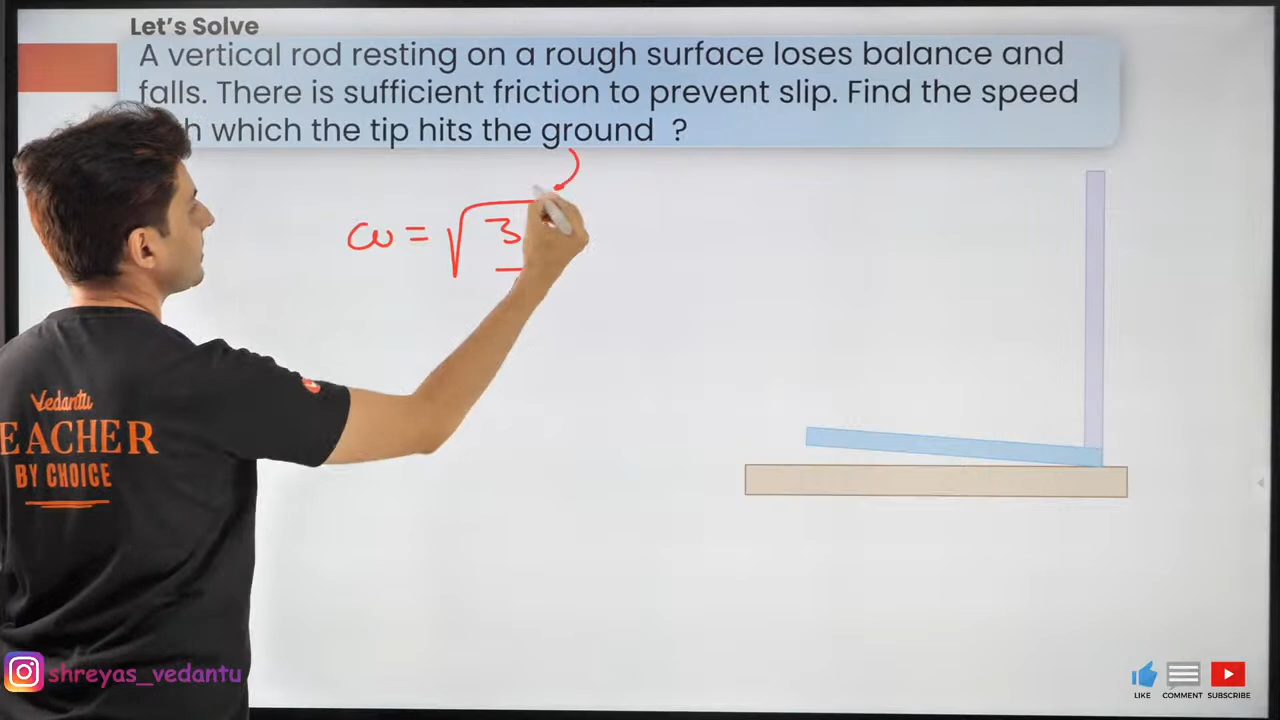 Let's Solve
A vertical rod resting on a rough surface loses balance and
falls. There is sufficient friction to prevent slip. Find the speed
which the tip hits the ground ?
ω = √3
Vedantu
EACHER
BY CHOICE
shreyas_vedantu
LIKE COMMENT SUBSCRIBE